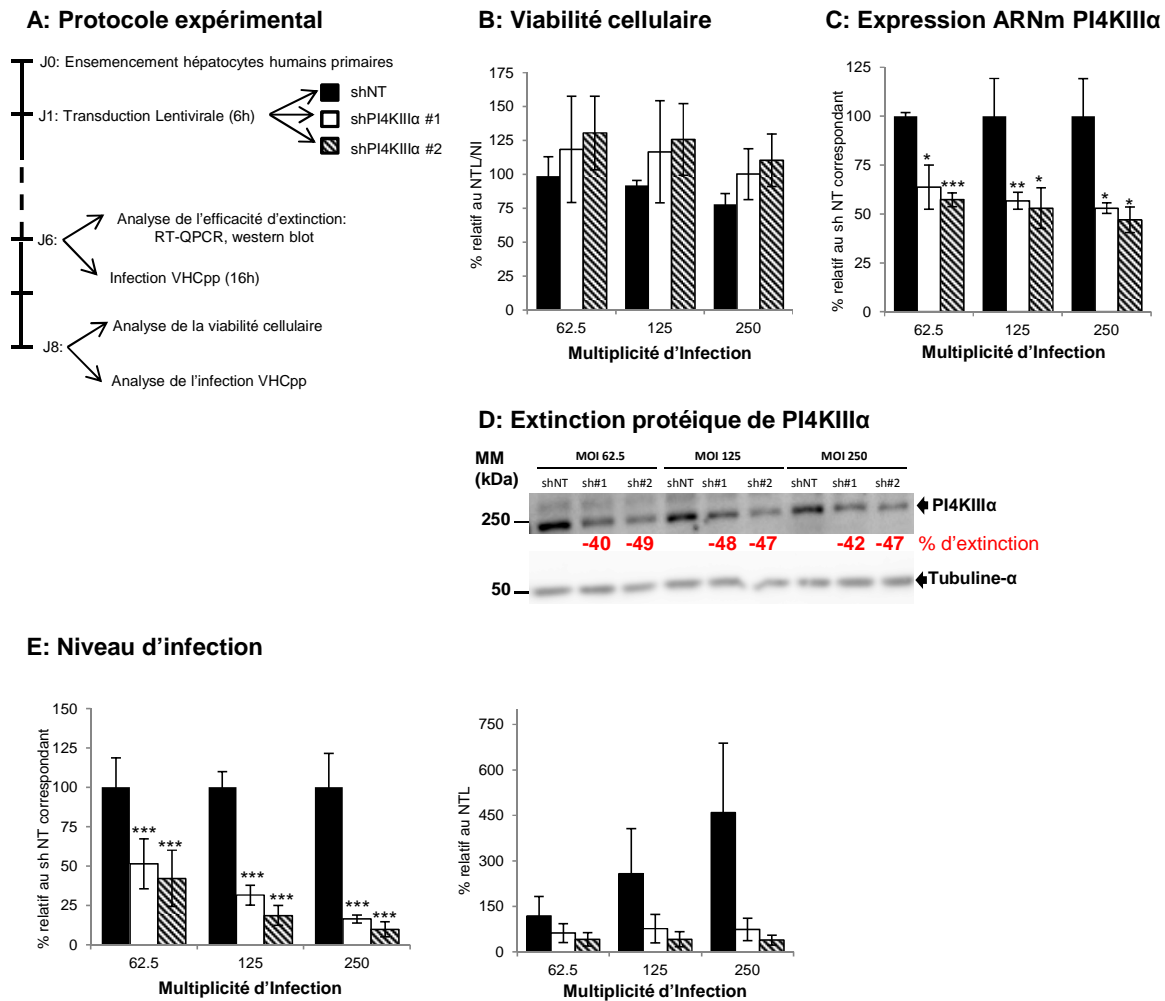 A: Protocole expérimental
J0: Ensemencement hépatocytes humains primaires
J1: Transduction Lentivirale (6h)
shNT
shPI4KIIIα #1
shPI4KIIIα #2
J6:
Analyse de l'efficacité d'extinction:
RT-QPCR, western blot
Infection VHCpp (16h)
J8:
Analyse de la viabilité cellulaire
Analyse de l'infection VHCpp
B: Viabilité cellulaire
% relatif au NTL/NI
175
150
125
100
75
50
25
0
62.5 125 250
Multiplicité d'Infection
C: Expression ARNm PI4KIIIα
% relatif au sh NT correspondant
125
100
75
50
25
0
* *** ** * * *
62.5 125 250
Multiplicité d'Infection
D: Extinction protéique de PI4KIIIα
MM
(kDa)
MOI 62.5 MOI 125 MOI 250
shNT sh#1 sh#2 shNT sh#1 sh#2 shNT sh#1 sh#2
250 PI4KIIIα
-40 -49 -48 -47 -42 -47 % d'extinction
50 Tubuline-α
E: Niveau d'infection
% relatif au sh NT correspondant
150
125
100
75
50
25
0
*** *** *** *** *** ***
62.5 125 250
Multiplicité d'Infection
% relatif au NTL
750
600
450
300
150
0
62.5 125 250
Multiplicité d'Infection